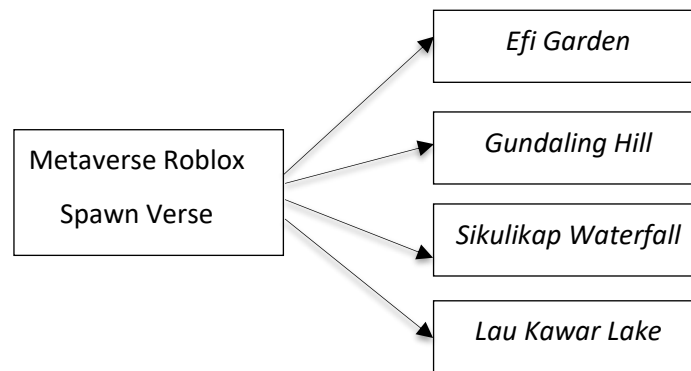 Metaverse Roblox
Spawn Verse
Efi Garden
Gundaling Hill
Sikulikap Waterfall
Lau Kawar Lake